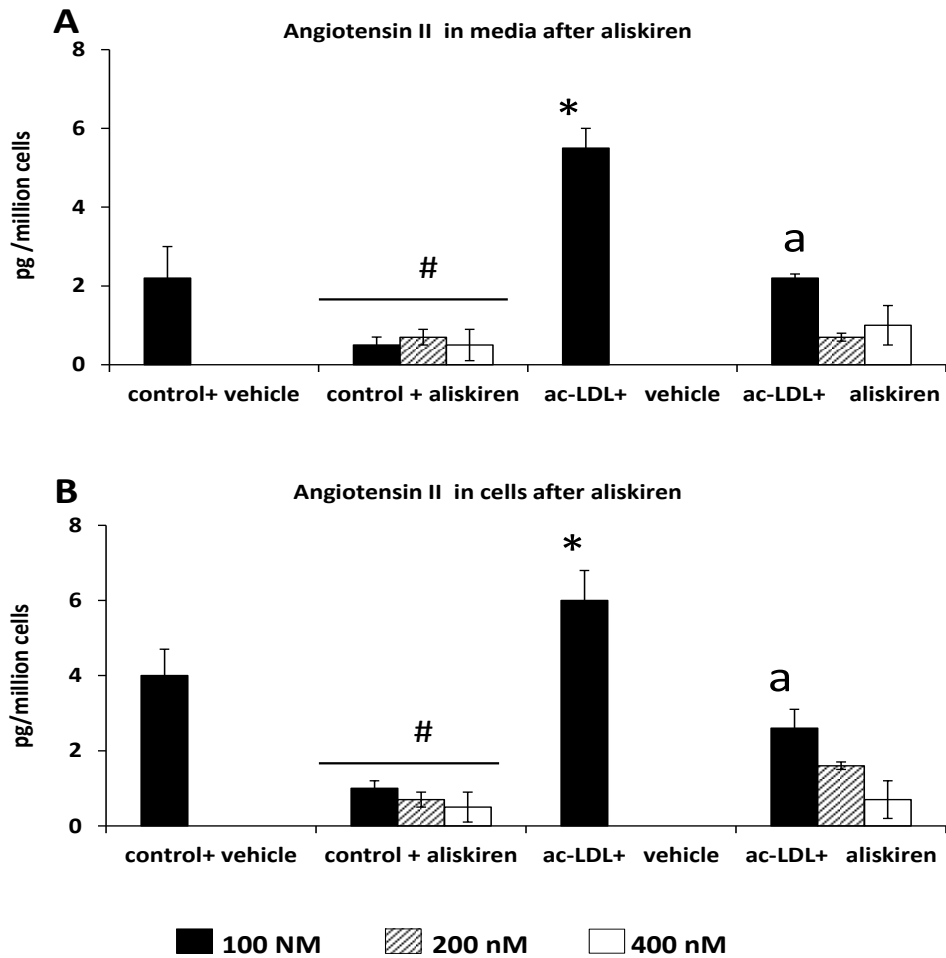 A
Angiotensin II in media after aliskiren
pg /million cells
8
6
4
2
0
*
#
a
control+ vehicle control + aliskiren ac-LDL+ vehicle ac-LDL+ aliskiren
B
Angiotensin II in cells after aliskiren
pg/million cells
8
6
4
2
0
*
#
a
control+ vehicle control + aliskiren ac-LDL+ vehicle ac-LDL+ aliskiren
100 NM 200 nM 400 nM